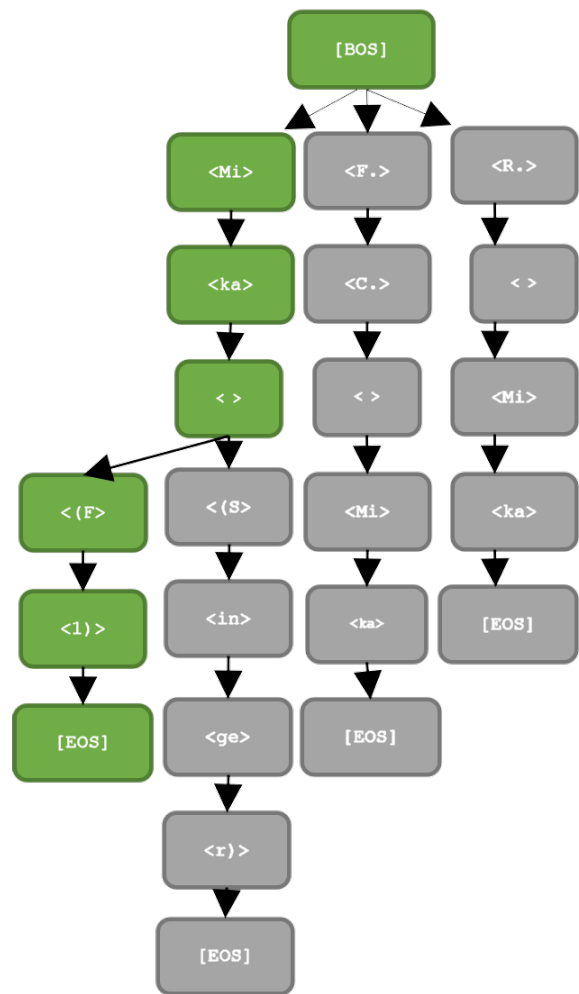 [BOS]
<Mi> <F.> <R.>
<ka> <C.> < >
< > < > <Mi>
<(F> <(S> <Mi> <ka>
<1)> <in> <ka> [EOS]
[EOS] <ge> [EOS]
<r)>
[EOS]